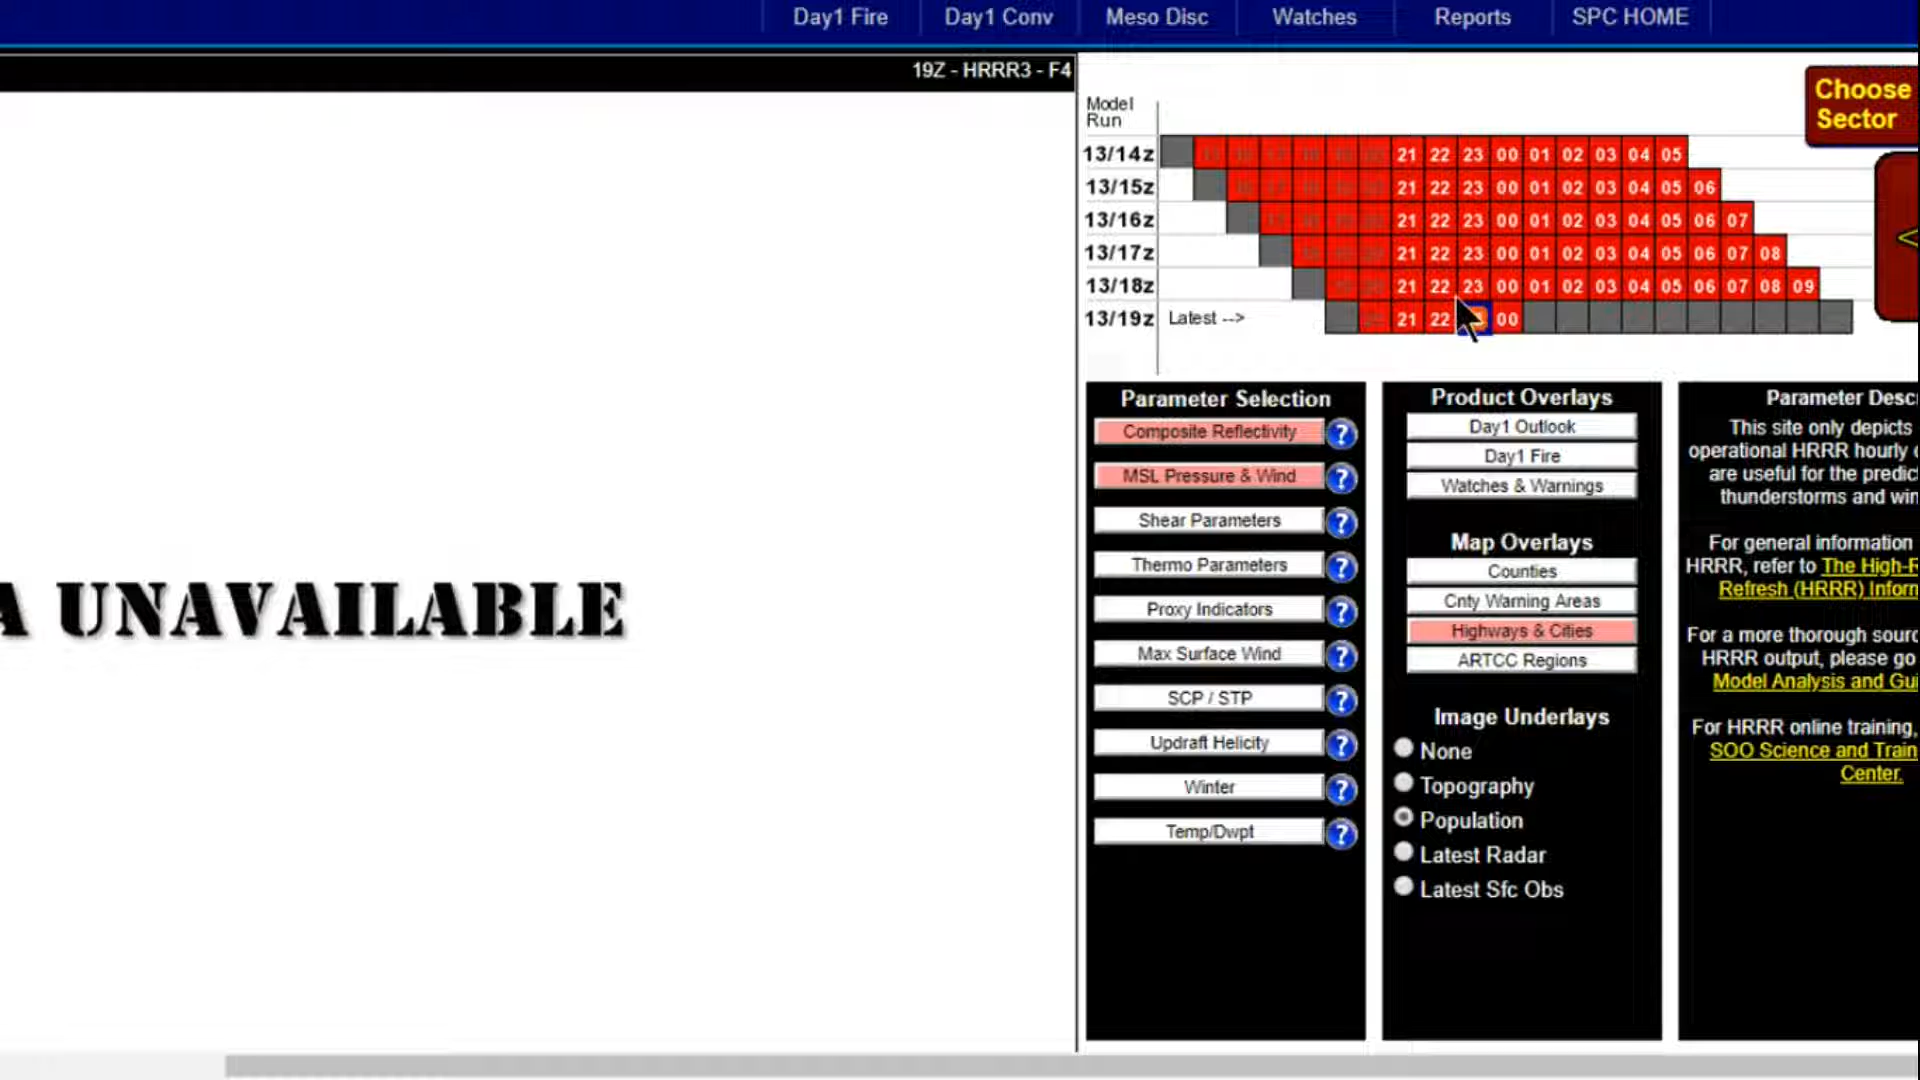 Day1 Fire Day1 Conv Meso Disc Watches Reports SPC HOME
19Z - HRRR3 - F4
Choose
Sector
Model
Run
13/14z 21 22 23 00 01 02 03 04 05
13/15z 21 22 23 00 01 02 03 04 05 06
13/16z 21 22 23 00 01 02 03 04 05 06 07
13/17z 21 22 23 00 01 02 03 04 05 06 07 08
13/18z 21 22 23 00 01 02 03 04 05 06 07 08 09
13/19z Latest --> 21 22 00
<
A UNAVAILABLE
Parameter Selection
Composite Reflectivity ?
MSL Pressure & Wind ?
Shear Parameters ?
Thermo Parameters ?
Proxy Indicators ?
Max Surface Wind ?
SCP / STP ?
Updraft Helicity ?
Winter ?
Temp/Dwpt ?
Product Overlays
Day1 Outlook
Day1 Fire
Watches & Warnings
Map Overlays
Counties
Cnty Warning Areas
Highways & Cities
ARTCC Regions
Image Underlays
None
Topography
Population
Latest Radar
Latest Sfc Obs
Parameter Desc
This site only depicts
operational HRRR hourly
are useful for the predic
thunderstorms and win
For general information
HRRR, refer to The High-R
Refresh (HRRR) Inform
For a more thorough sourc
HRRR output, please go
Model Analysis and Gui
For HRRR online training,
SOO Science and Train
Center.